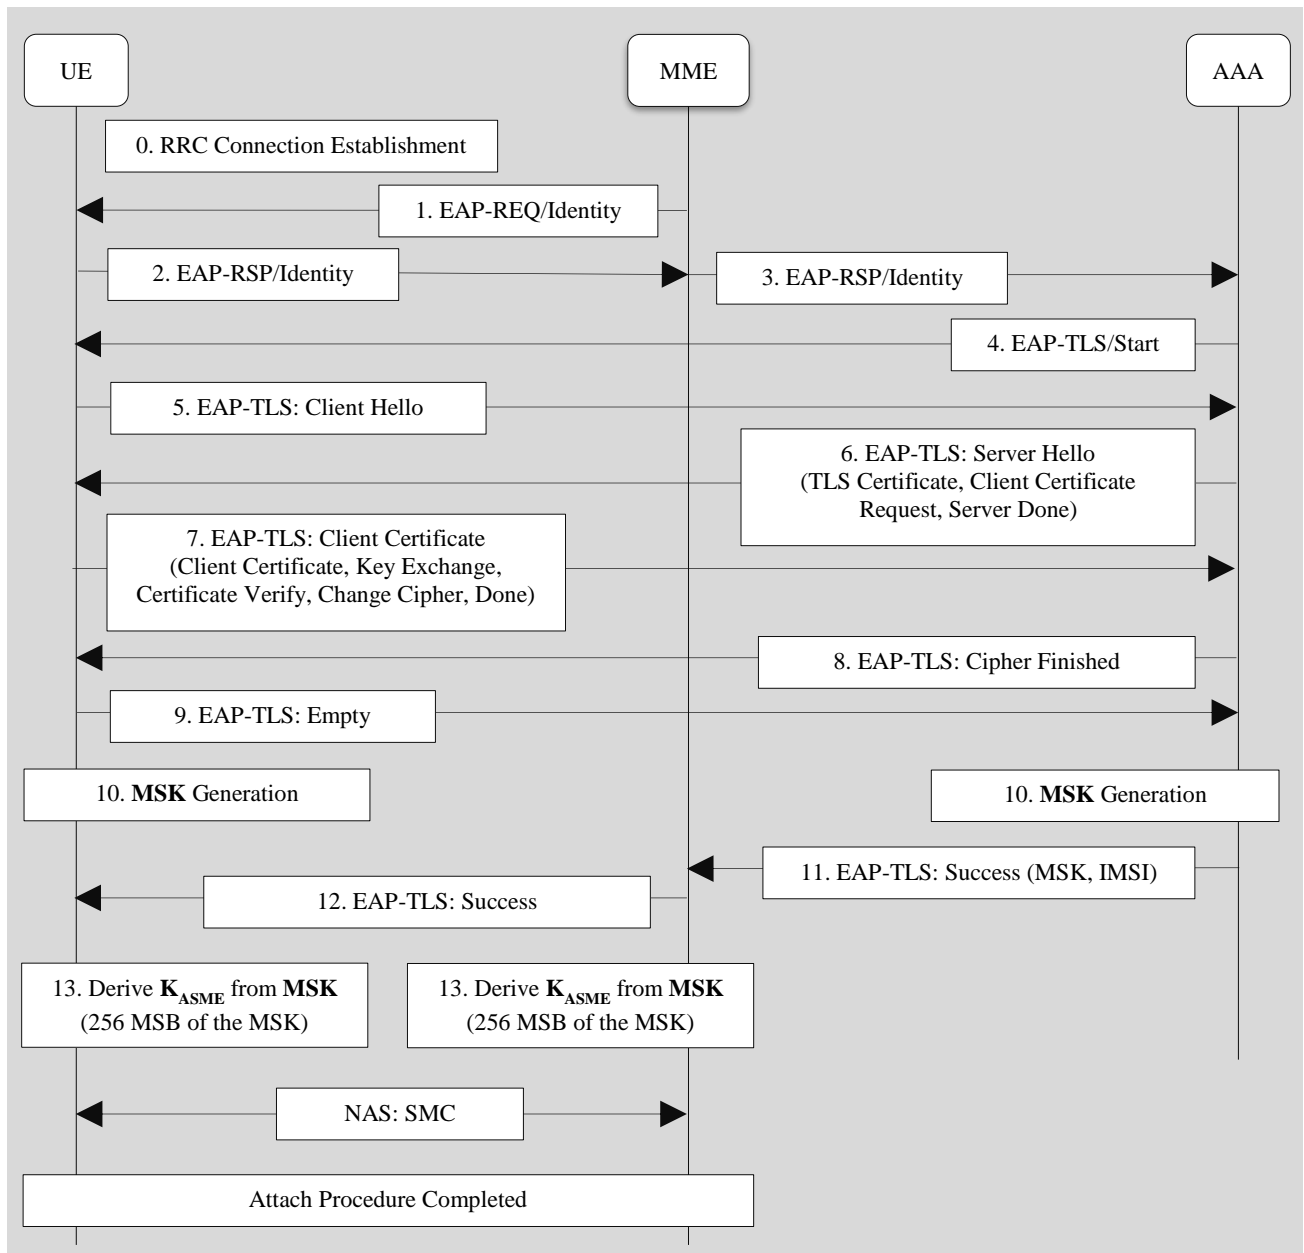 UE
MME
AAA
0. RRC Connection Establishment
1. EAP-REQ/Identity
2. EAP-RSP/Identity
3. EAP-RSP/Identity
4. EAP-TLS/Start
5. EAP-TLS: Client Hello
6. EAP-TLS: Server Hello
(TLS Certificate, Client Certificate
Request, Server Done)
7. EAP-TLS: Client Certificate
(Client Certificate, Key Exchange,
Certificate Verify, Change Cipher, Done)
8. EAP-TLS: Cipher Finished
9. EAP-TLS: Empty
10. MSK Generation
10. MSK Generation
11. EAP-TLS: Success (MSK, IMSI)
12. EAP-TLS: Success
13. Derive KASME from MSK
(256 MSB of the MSK)
13. Derive KASME from MSK
(256 MSB of the MSK)
NAS: SMC
Attach Procedure Completed